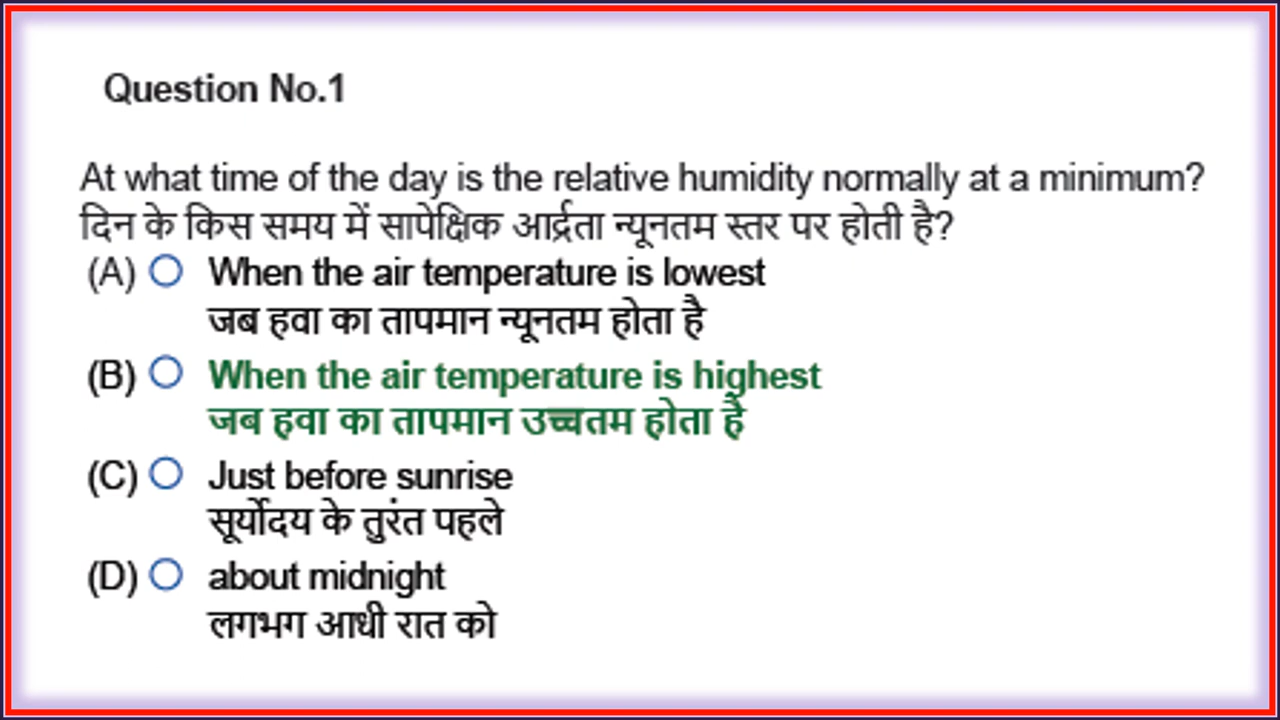 Question No.1
At what time of the day is the relative humidity normally at a minimum?
दिन के किस समय में सापेक्षिक आर्द्रता न्यूनतम स्तर पर होती है?
(A) When the air temperature is lowest
जब हवा का तापमान न्यूनतम होता है
(B) When the air temperature is highest
जब हवा का तापमान उच्चतम होता है
(C) Just before sunrise
सूर्योदय के तुरंत पहले
(D) about midnight
लगभग आधी रात को